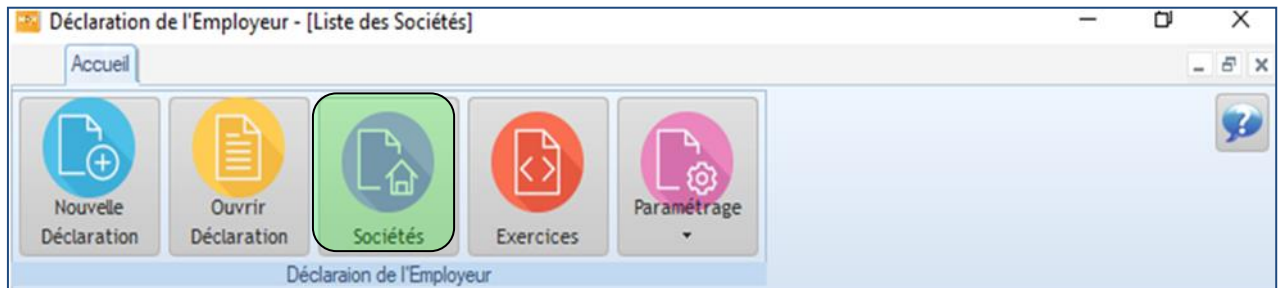 Déclaration de l'Employeur - [Liste des Sociétés]
Accueil
Nouvelle
Déclaration
Ouvrir
Déclaration
Sociétés
Exercices
Paramétrage
Déclaraion de l'Employeur